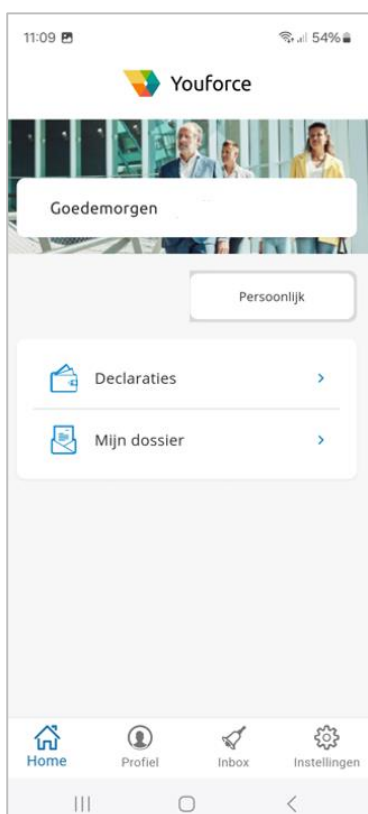 11:09 54%
Youforce
Goedemorgen
Persoonlijk
Declaraties
Mijn dossier
Home Profiel Inbox Instellingen